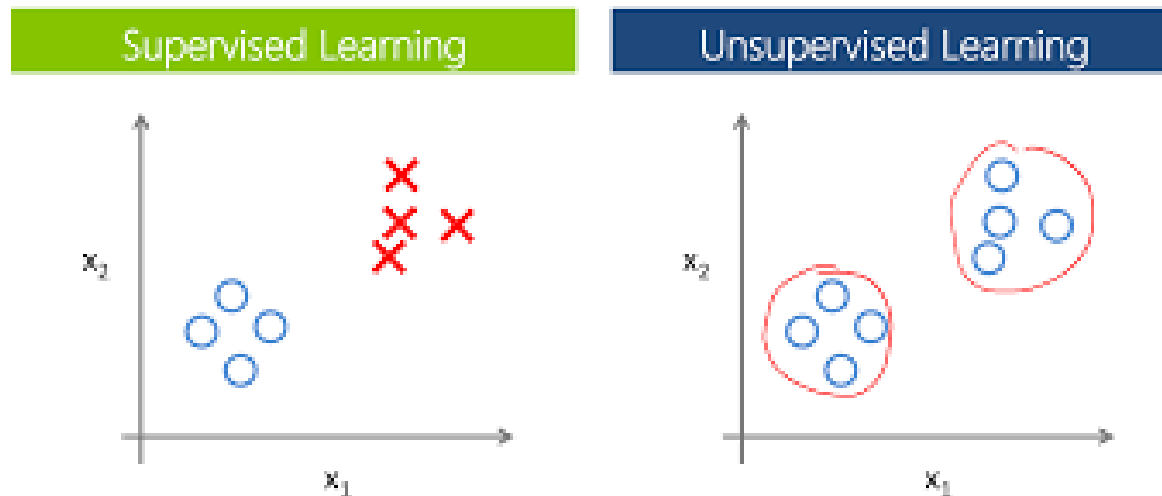 Supervised Learning
Unsupervised Learning
x₂
x₁
x₂
x₁